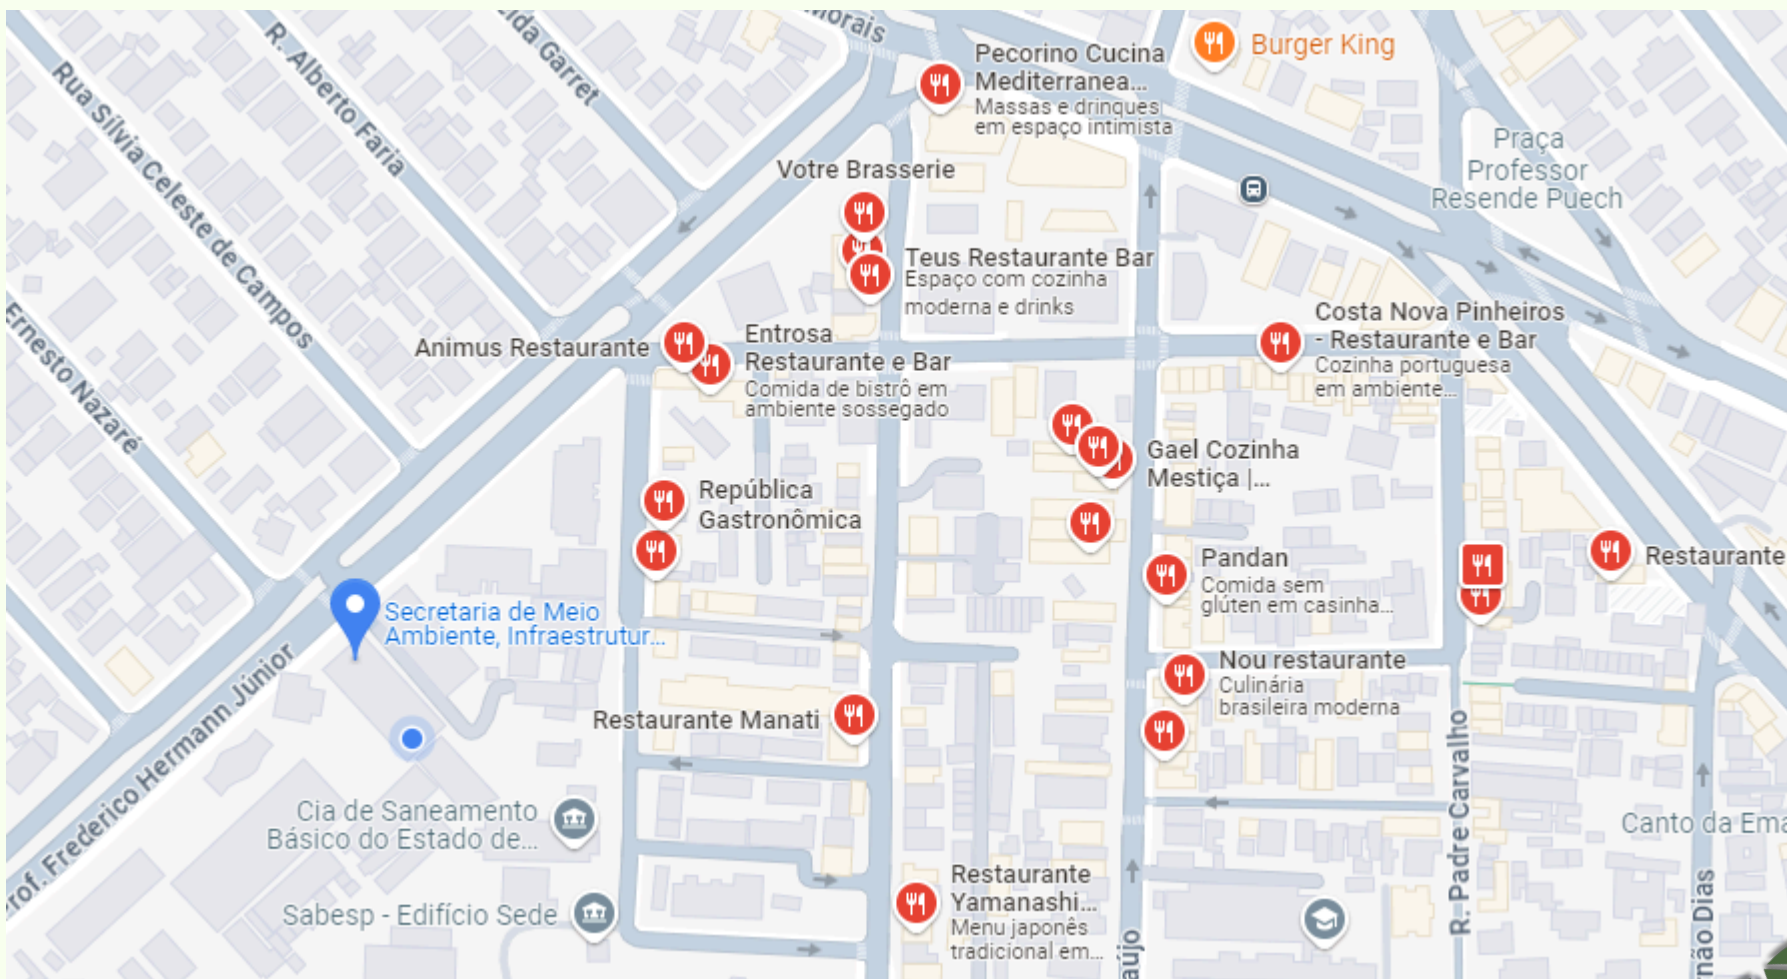 Morais
ida Garret
R. Alberto Faria
Rua Sílvia Celeste de Campos
Ernesto Nazaré
Pecorino Cucina
Mediterranea...
Massas e drinques
em espaço intimista
Burger King
Praça
Professor
Resende Puech
Votre Brasserie
Teus Restaurante Bar
Espaço com cozinha
moderna e drinks
Animus Restaurante
Entrosa
Restaurante e Bar
Comida de bistrô em
ambiente sossegado
Costa Nova Pinheiros
- Restaurante e Bar
Cozinha portuguesa
em ambiente...
Gael Cozinha
Mestiça |...
República
Gastronômica
Pandan
Comida sem
glúten em casinha...
Restaurante
Secretaria de Meio
Ambiente, Infraestrutur...
Nou restaurante
Culinária
brasileira moderna
Restaurante Manati
Prof. Frederico Hermann Júnior
R. Padre Carvalho
Cia de Saneamento
Básico do Estado de...
Canto da Ema
Restaurante
Yamanashi...
Menu japonês
tradicional em...
Sabesp - Edifício Sede
aújo
rnão Dias